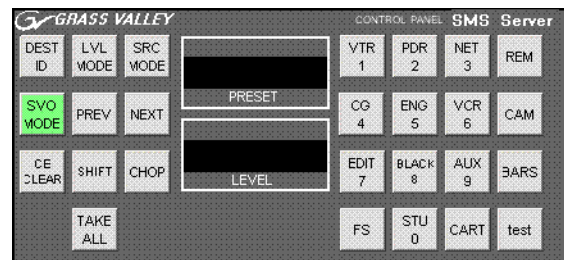 GRASS VALLEY CONTROL PANEL SMS Server
DEST LVL SRC VTR PDR NET REM
ID MODE MODE 1 2 3
PRESET
SVO PREV NEXT CG ENG VCR CAM
MODE 4 5 6
CE SHIFT CHOP EDIT BLACK AUX BARS
CLEAR LEVEL 7 8 9
TAKE FS STU CART test
ALL 0